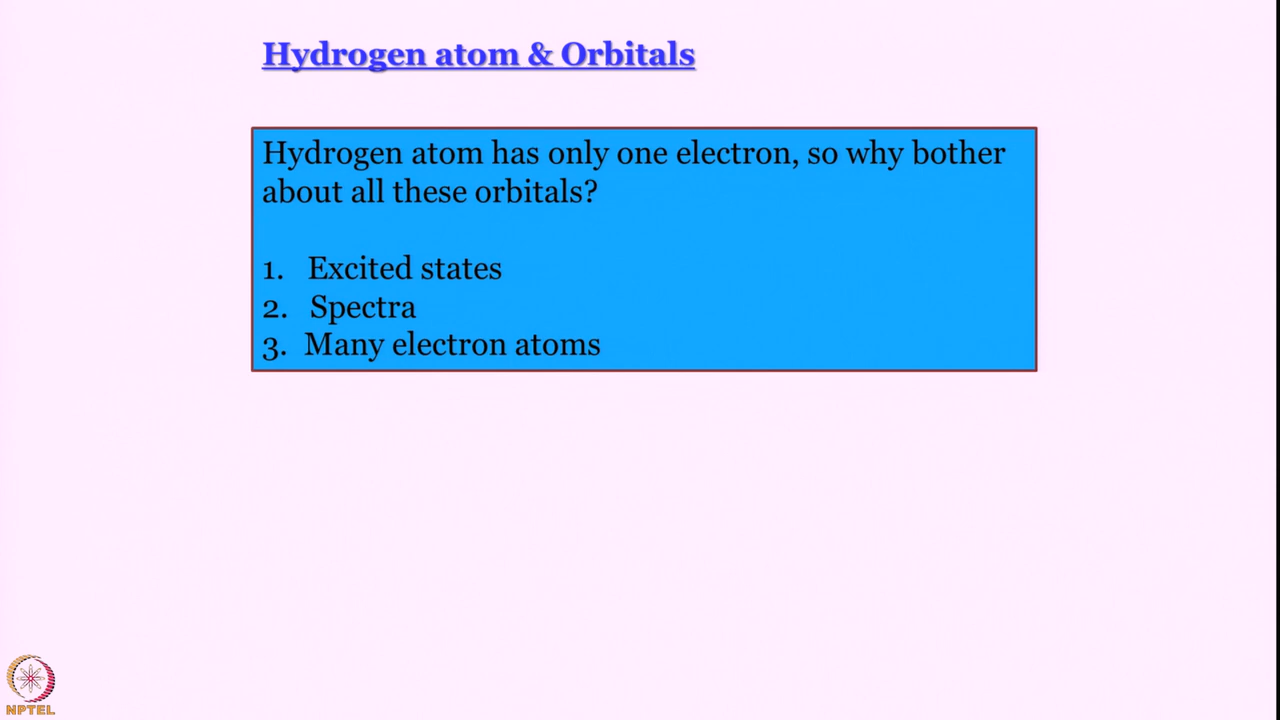 Hydrogen atom & Orbitals
Hydrogen atom has only one electron, so why bother
about all these orbitals?
1. Excited states
2. Spectra
3. Many electron atoms
NPTEL